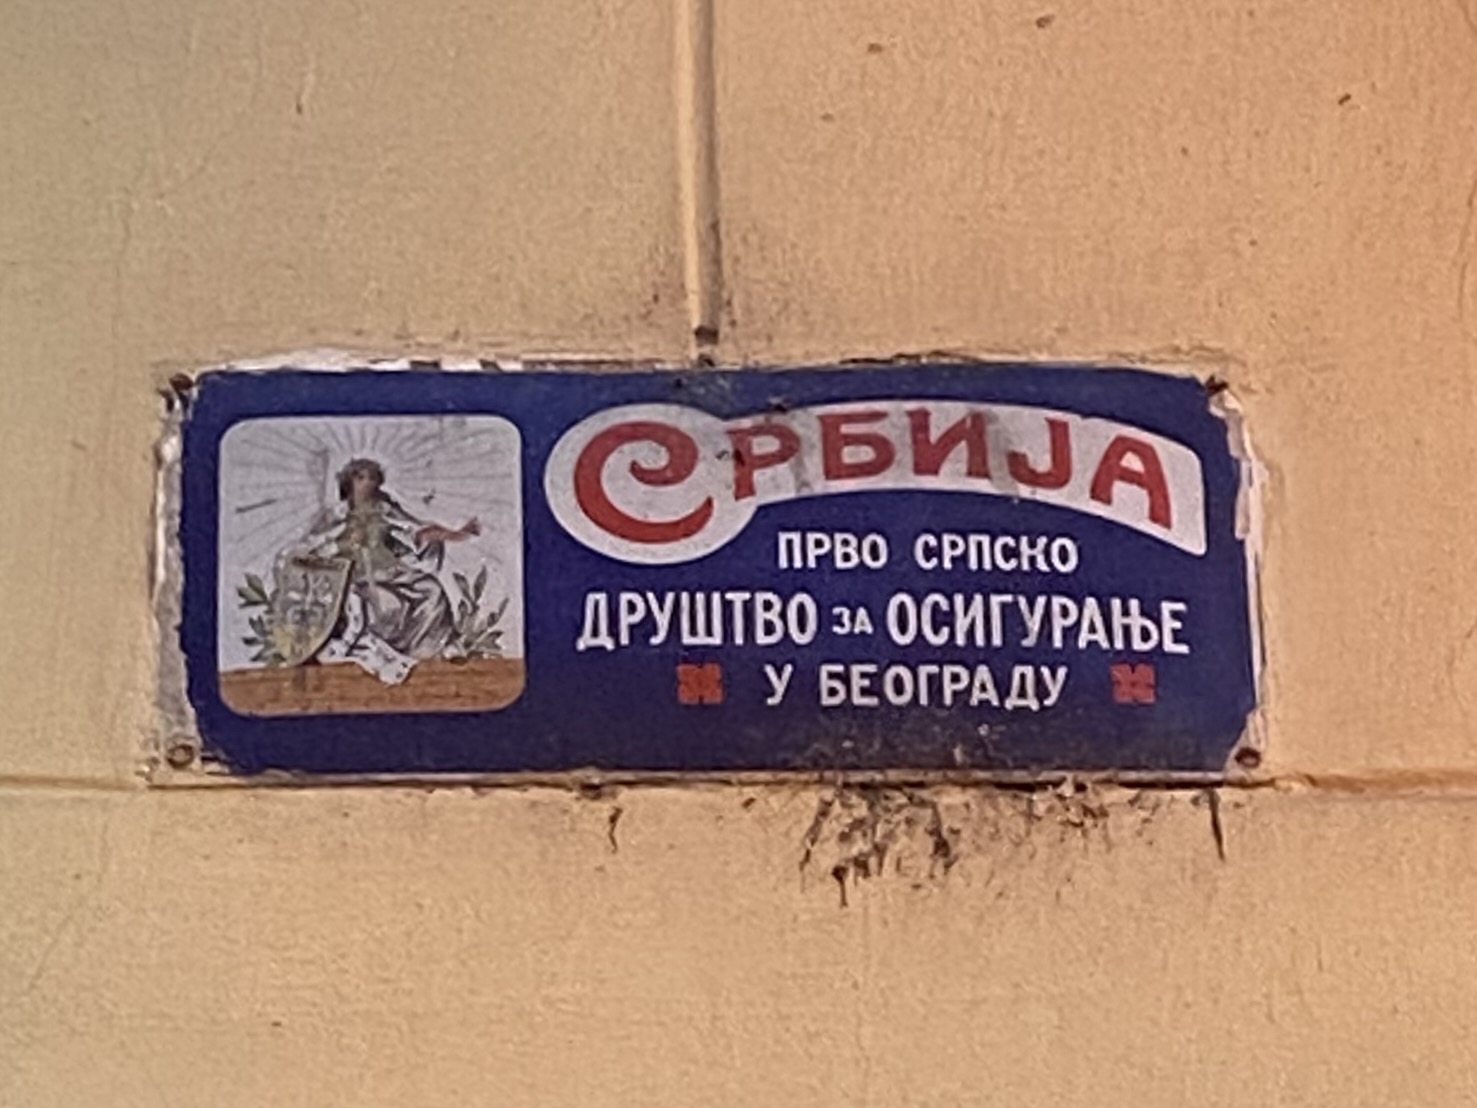 СРБИЈА
ПРВО СРПСКО
ДРУШТВО ЗА ОСИГУРАЊЕ
У БЕОГРАДУ